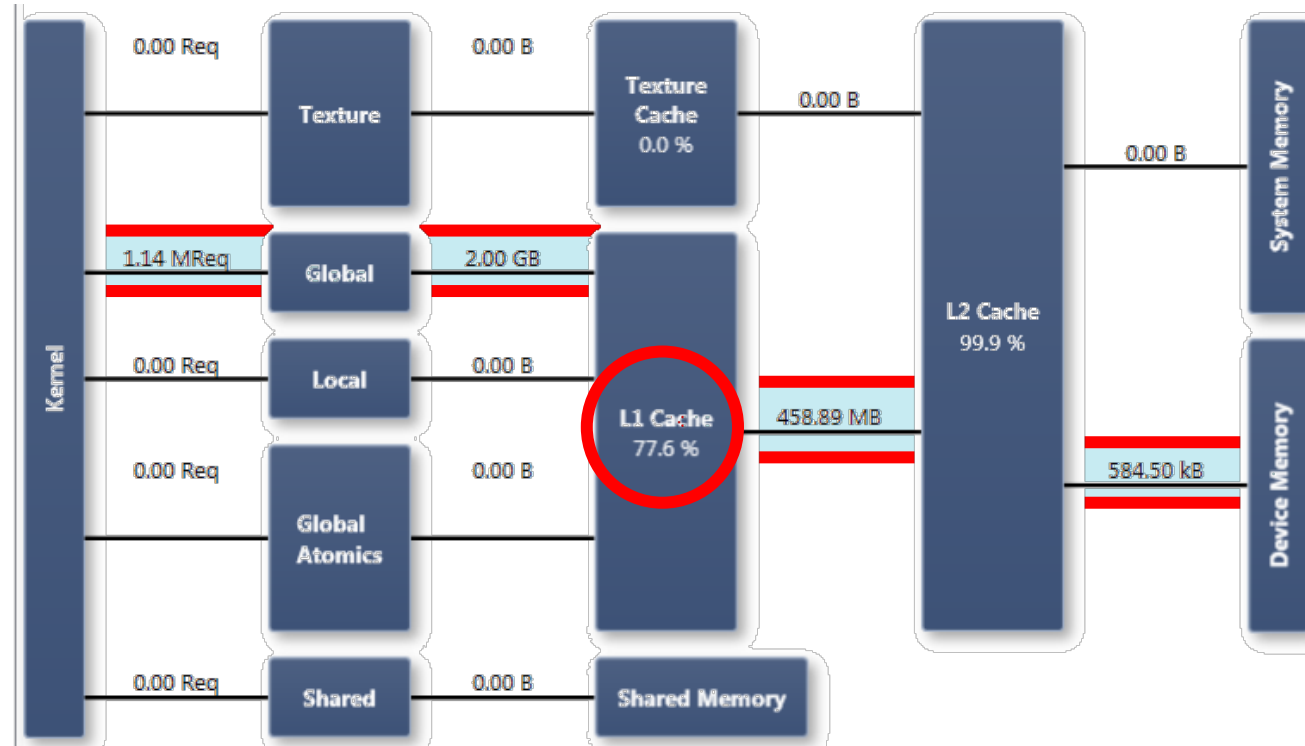 0.00 Req
0.00 B
Texture
Texture
Cache
0.0 %
0.00 B
0.00 B
System Memory
1.14 MReq
Global
2.00 GB
L2 Cache
99.9 %
Kernel
0.00 Req
Local
0.00 B
L1 Cache
77.6 %
458.89 MB
0.00 Req
0.00 B
584.50 kB
Device Memory
Global
Atomics
0.00 Req
Shared
0.00 B
Shared Memory